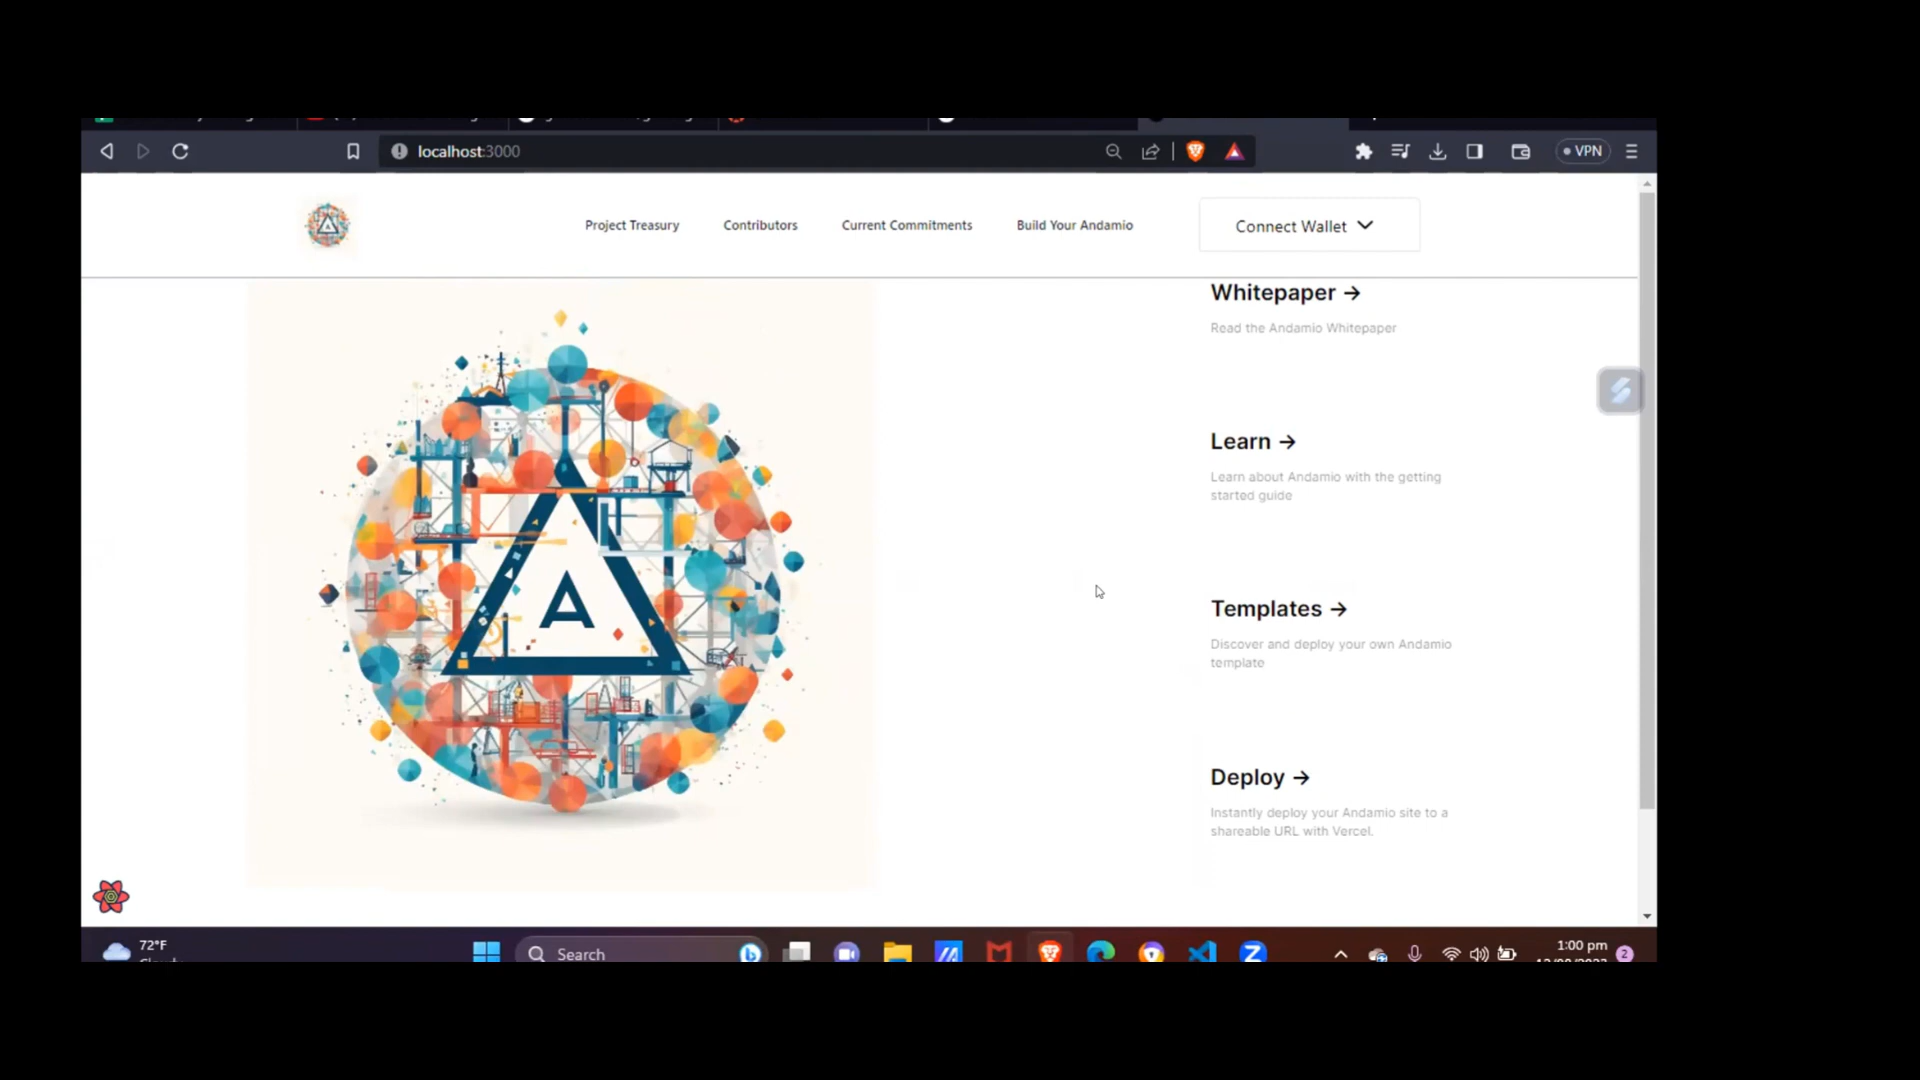 localhost:3000
VPN
Project Treasury
Contributors
Current Commitments
Build Your Andamio
Connect Wallet
Whitepaper →
Read the Andamio Whitepaper
Learn →
Learn about Andamio with the getting
started guide
A
Templates →
Discover and deploy your own Andamio
template
Deploy →
Instantly deploy your Andamio site to a
shareable URL with Vercel.
72°F
Search
1:00 pm
2